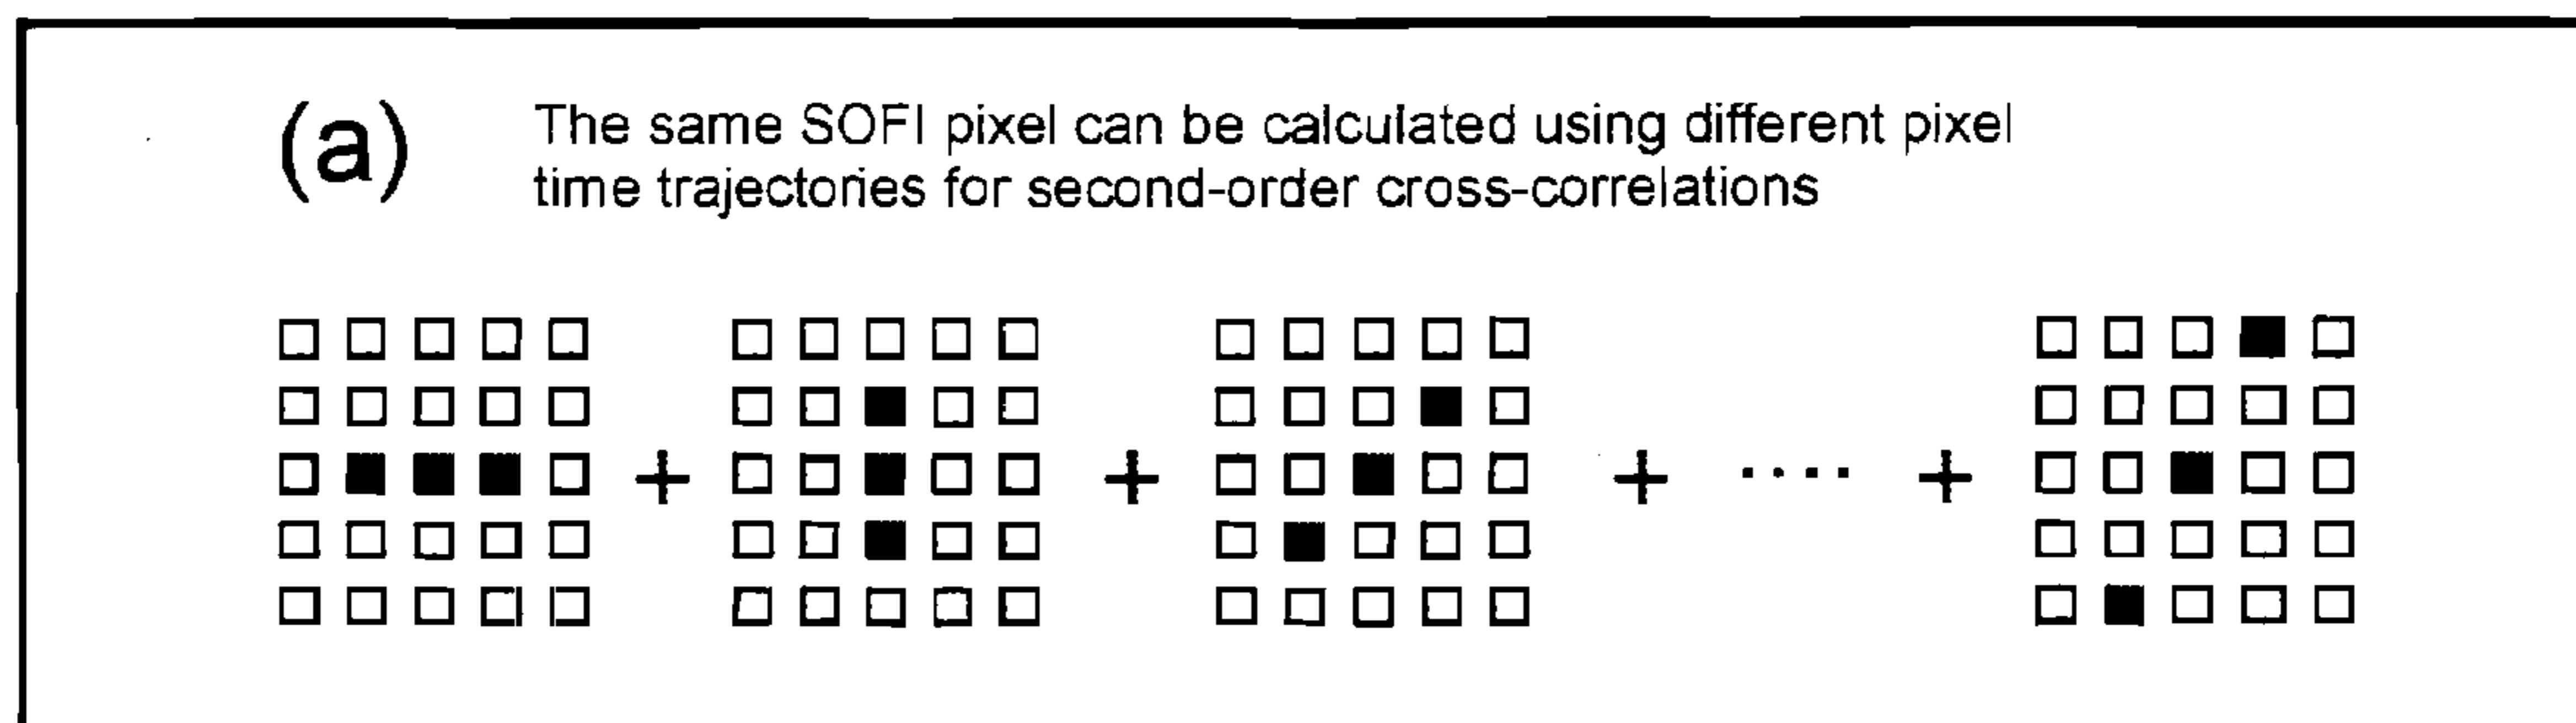 (a) The same SOFI pixel can be calculated using different pixel
time trajectories for second-order cross-correlations
+ + + .... +